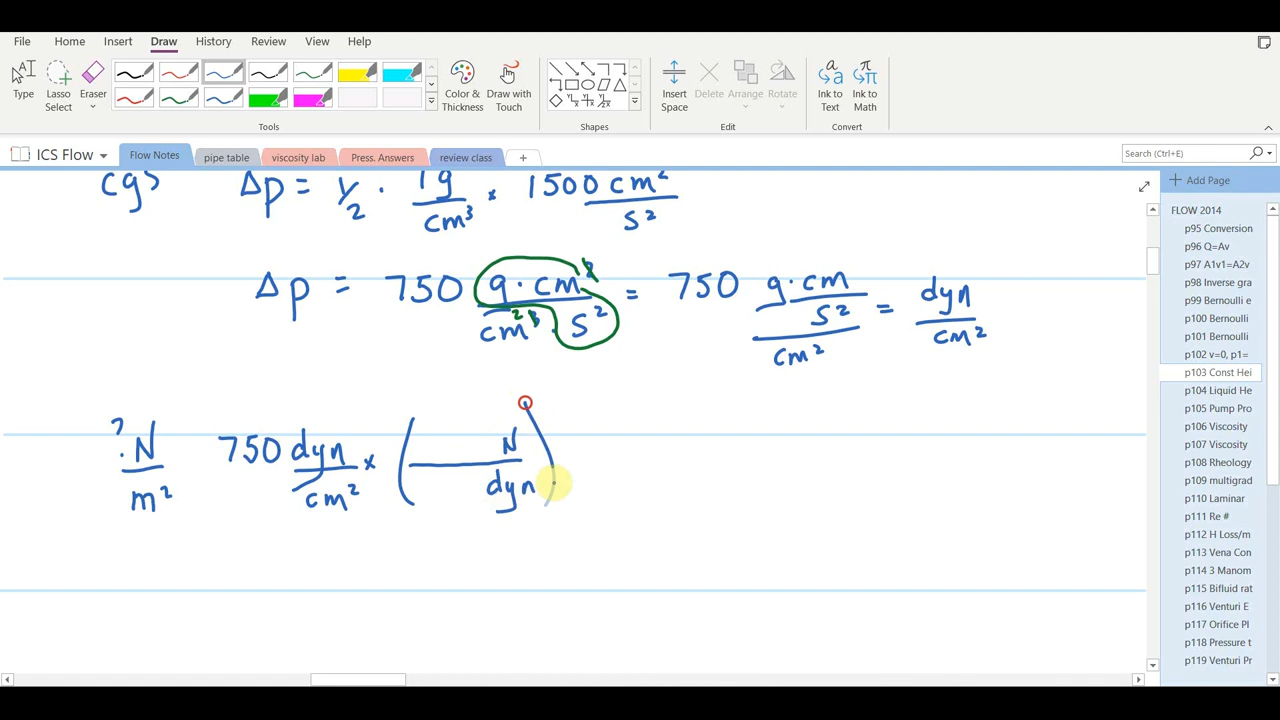 File Home Insert Draw History Review View Help
Type
Lasso Select
Eraser
Color & Thickness
Draw with Touch
Insert Space
Delete
Arrange
Rotate
Ink to Text
Ink to Math
Tools
Shapes
Edit
Convert
ICS Flow
Flow Notes
pipe table
viscosity lab
Press. Answers
review class
Search (Ctrl+E)
cgs Δp = 1/2 · 1g/cm³ × 1500 cm²/s²
Δp = 750 g·cm²/cm²³ s² = 750 g·cm/s²/cm² = dyn/cm²
? N/m² 750 dyn/cm² × ( N/dyn )
Add Page
FLOW 2014
p95 Conversion
p96 Q=Av
p97 A1v1=A2v
p98 Inverse gra
p99 Bernoulli e
p100 Bernoulli
p101 Bernoulli
p102 v=0, p1=
p103 Const Hei
p104 Liquid He
p105 Pump Pro
p106 Viscosity
p107 Viscosity
p108 Rheology
p109 multigrad
p110 Laminar
p111 Re #
p112 H Loss/m
p113 Vena Con
p114 3 Manom
p115 Bifluid rat
p116 Venturi E
p117 Orifice Pl
p118 Pressure t
p119 Venturi Pr